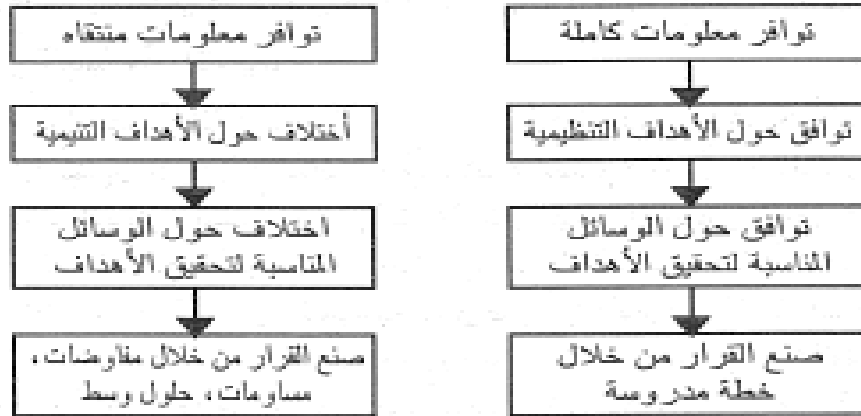 توافر معلومات كاملة
توافق حول الأهداف التنظيمية
توافق حول الوسائل
المناسبة لتحقيق الأهداف
صنع القرار من خلال
خطة مدروسة
توافر معلومات منتقاه
أختلاف حول الأهداف التنيمية
اختلاف حول الوسائل
المناسبة لتحقيق الأهداف
صنع القرار من خلال مفاوضات،
مساومات، حلول وسط